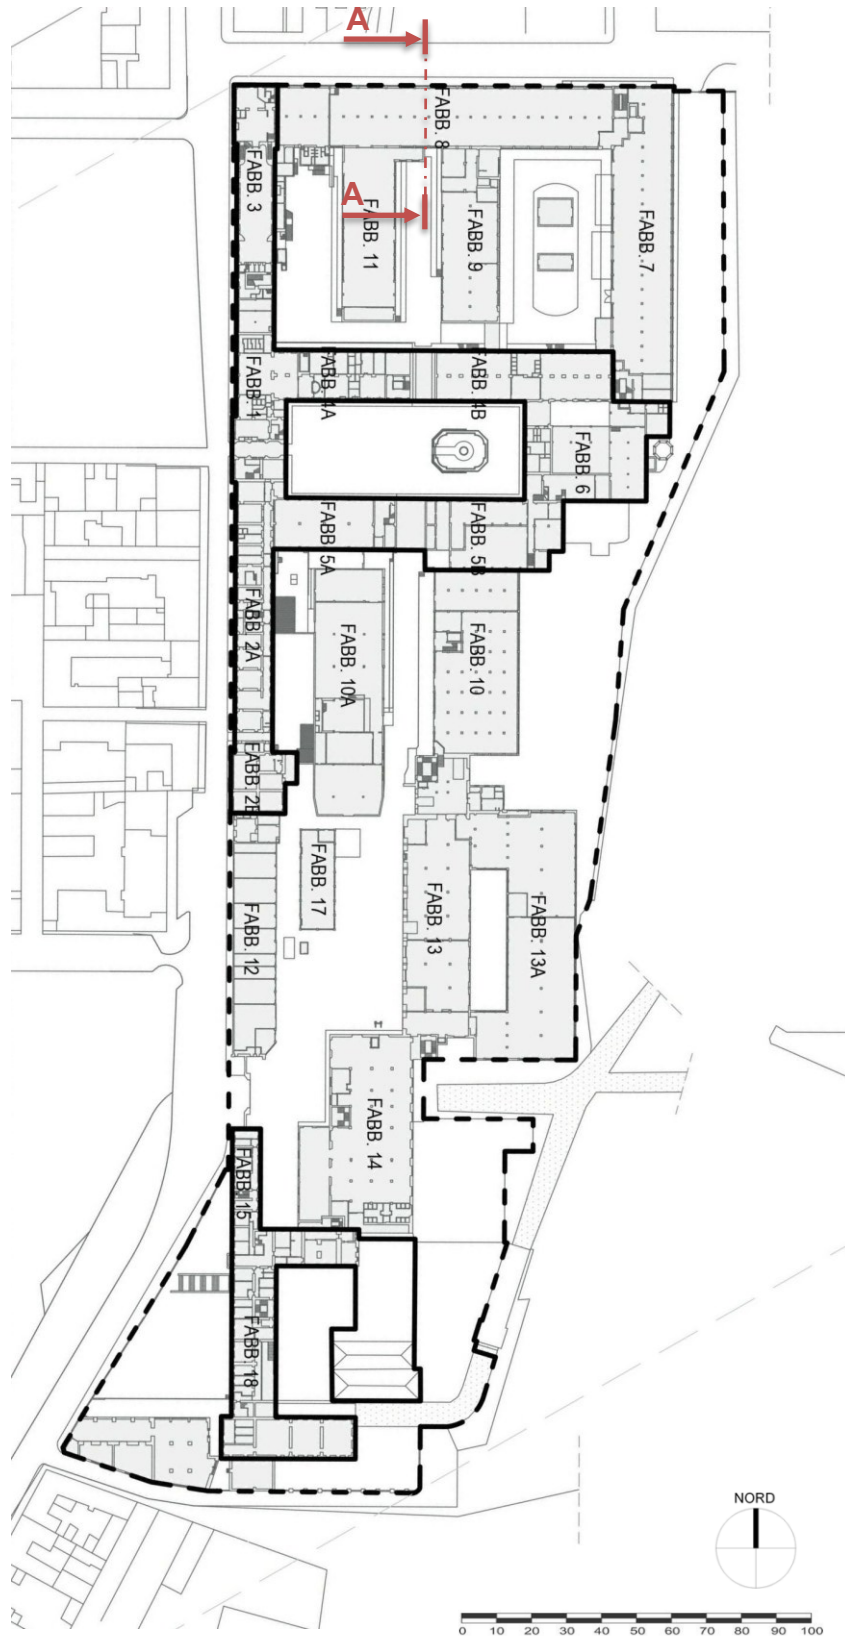 A
FABB. 8
FABB. 3
A
FABB. 11
FABB. 9
FABB. 7
FABB. 1
FABB. 4A
FABB. 4B
FABB. 6
FABB. 5A
FABB. 5B
FABB. 2A
FABB. 10A
FABB. 10
FABB. 2B
FABB. 17
FABB. 12
FABB. 13
FABB. 13A
FABB. 14
FABB. 15
FABB. 18
NORD
0 10 20 30 40 50 60 70 80 90 100